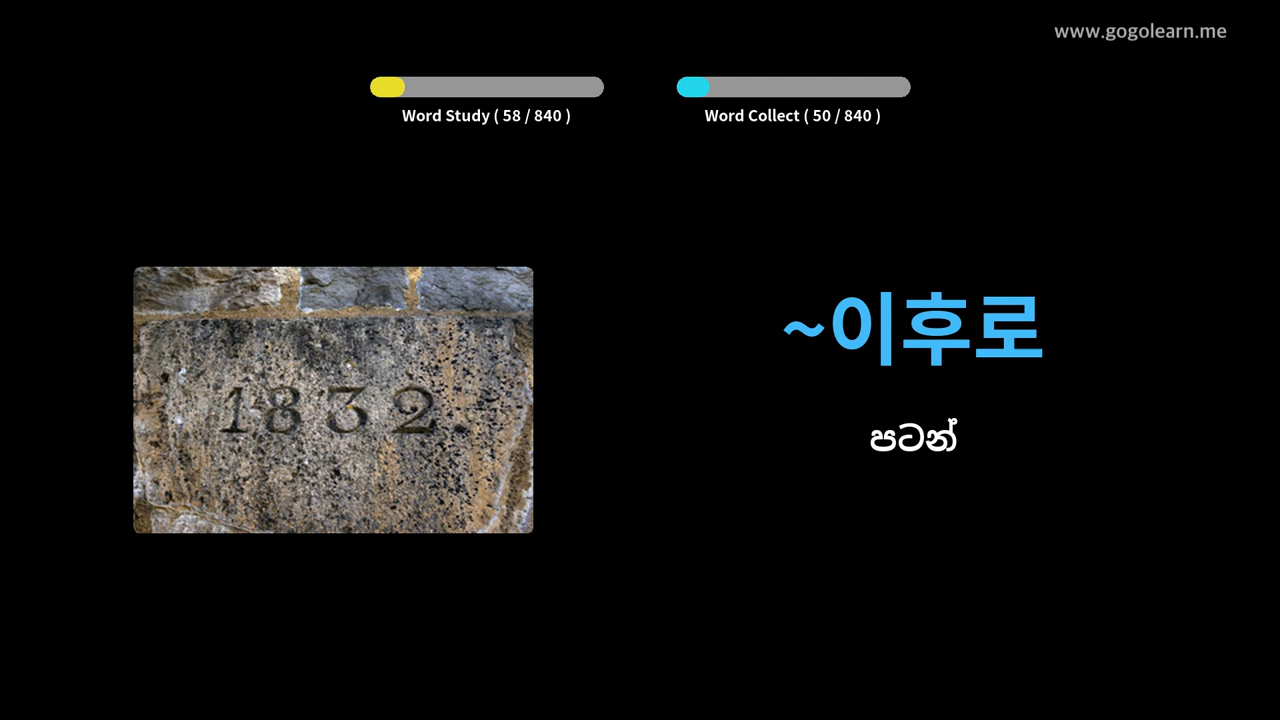 www.gogolearn.me
Word Study ( 58 / 840 )
Word Collect ( 50 / 840 )
1832.
~이후로
පටන්